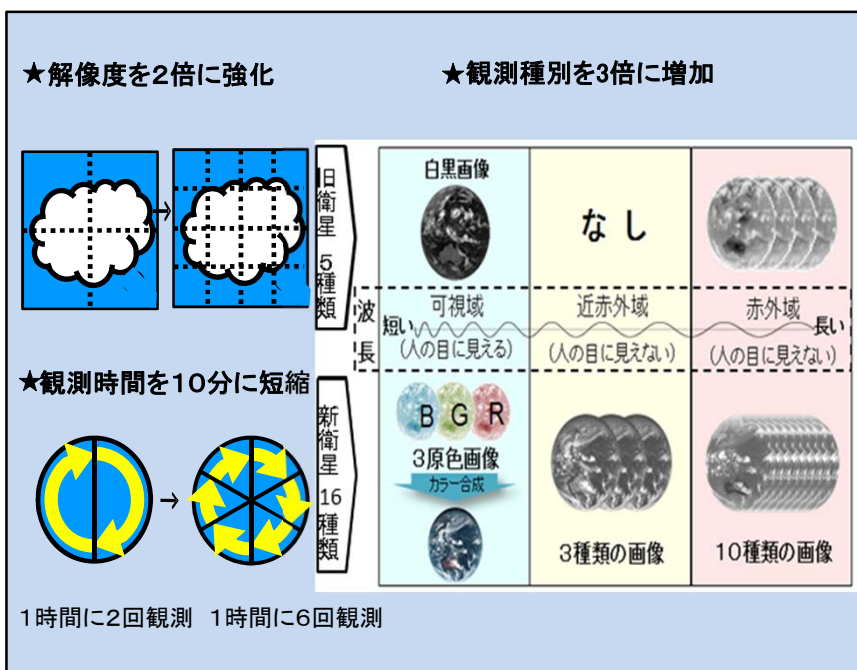 ★解像度を2倍に強化
★観測種別を3倍に増加
旧衛星 5種類
白黒画像
なし
波長
可視域
近赤外域
赤外域
短い
長い
(人の目に見える)
(人の目に見えない)
(人の目に見えない)
★観測時間を10分に短縮
新衛星 16種類
B G R
3原色画像
カラー合成
3種類の画像
10種類の画像
1時間に2回観測 1時間に6回観測